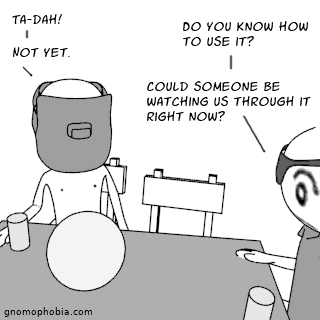 TA-DAH!
NOT YET.
DO YOU KNOW HOW
TO USE IT?
COULD SOMEONE BE
WATCHING US THROUGH IT
RIGHT NOW?
gnomophobia.com